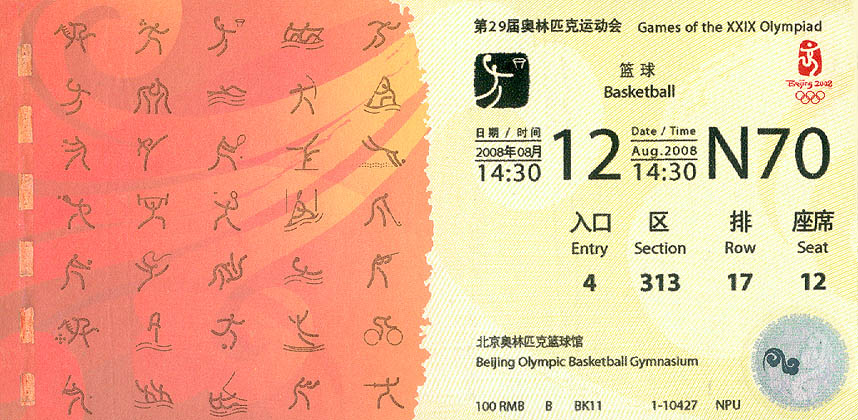 第29届奥林匹克运动会 Games of the XXIX Olympiad
Beijing 2008
篮球
Basketball
日期 / 时间
2008年08月
14:30
12
Date / Time
Aug.2008
14:30
N70
入口 区 排 座席
Entry Section Row Seat
4 313 17 12
北京奥林匹克篮球馆
Beijing Olympic Basketball Gymnasium
100 RMB B BK11 1-10427 NPU